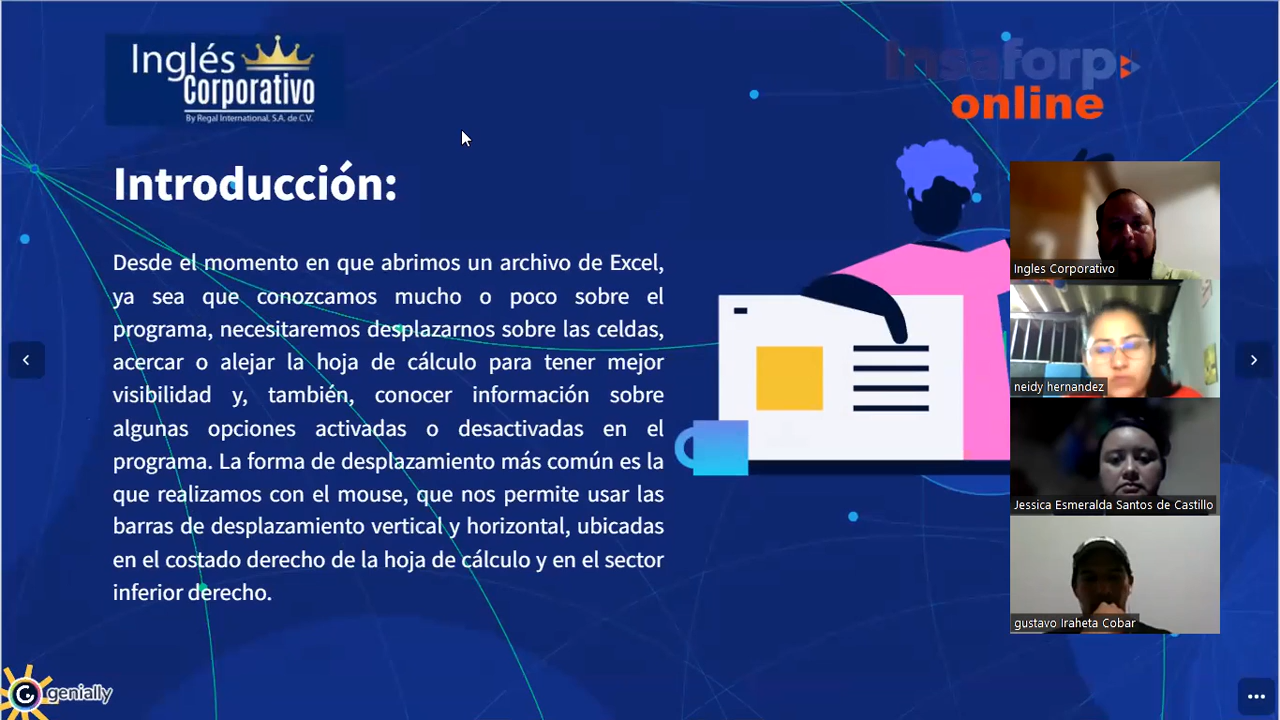 Inglés
Corporativo
By Regal International, S.A. de C.V.
Insaforp
online
Introducción:
Desde el momento en que abrimos un archivo de Excel,
ya sea que conozcamos mucho o poco sobre el
programa, necesitaremos desplazarnos sobre las celdas,
acercar o alejar la hoja de cálculo para tener mejor
visibilidad y, también, conocer información sobre
algunas opciones activadas o desactivadas en el
programa. La forma de desplazamiento más común es la
que realizamos con el mouse, que nos permite usar las
barras de desplazamiento vertical y horizontal, ubicadas
en el costado derecho de la hoja de cálculo y en el sector
inferior derecho.
Ingles Corporativo
neidy hernandez
Jessica Esmeralda Santos de Castillo
gustavo Iraheta Cobar
genially